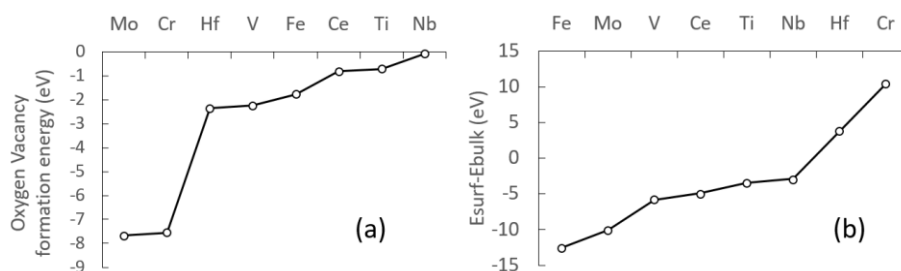 Mo Cr Hf V Fe Ce Ti Nb
0
-1
-2
-3
-4
-5
-6
-7
-8
-9
Oxygen Vacancy
formation energy (eV)
(a)
Fe Mo V Ce Ti Nb Hf Cr
15
10
5
0
-5
-10
-15
Esurf-Ebulk (eV)
(b)